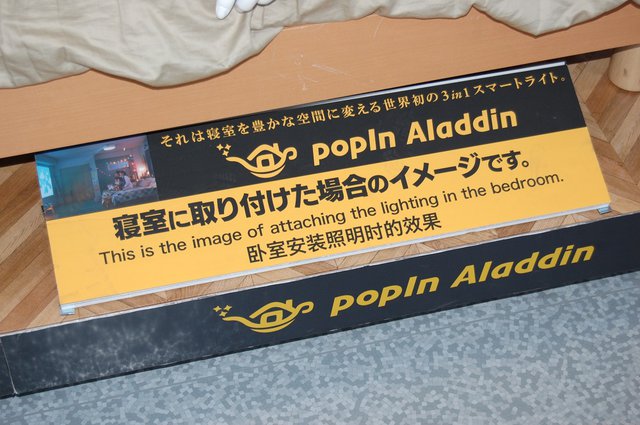 それは寝室を豊かな空間に変える世界初の3in1スマートライト。
popIn Aladdin
寝室に取り付けた場合のイメージです。
This is the image of attaching the lighting in the bedroom.
卧室安装照明时的效果
popIn Aladdin